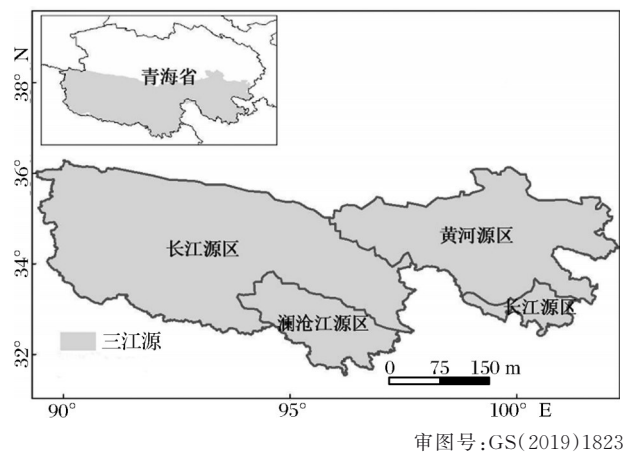 青海省
38° N
36°
34°
32°
长江源区
黄河源区
长江源区
澜沧江源区
三江源
0 75 150 m
90° 95° 100° E
审图号:GS(2019)1823